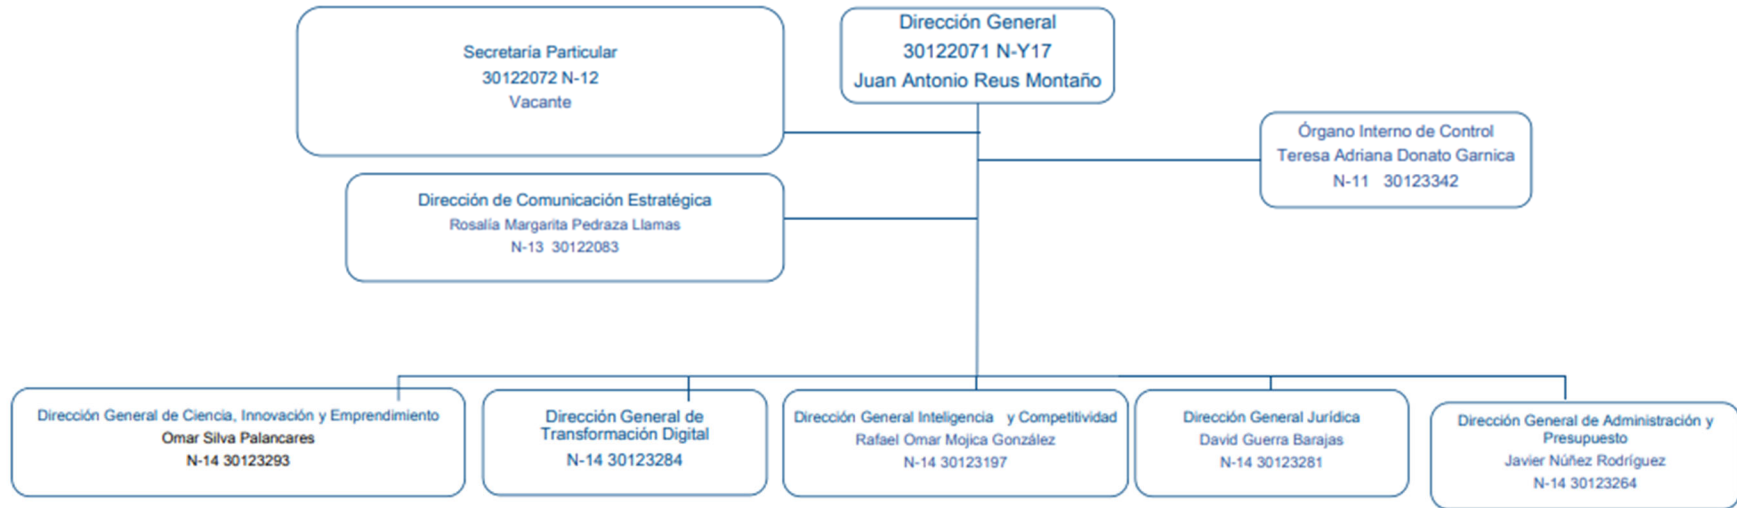 Dirección General
30122071 N-Y17
Juan Antonio Reus Montaño
Secretaría Particular
30122072 N-12
Vacante
Órgano Interno de Control
Teresa Adriana Donato Garnica
N-11 30123342
Dirección de Comunicación Estratégica
Rosalía Margarita Pedraza Llamas
N-13 30122083
Dirección General de Ciencia, Innovación y Emprendimiento
Omar Silva Palancares
N-14 30123293
Dirección General de
Transformación Digital
N-14 30123284
Dirección General Inteligencia y Competitividad
Rafael Omar Mojica González
N-14 30123197
Dirección General Jurídica
David Guerra Barajas
N-14 30123281
Dirección General de Administración y
Presupuesto
Javier Núñez Rodríguez
N-14 30123264